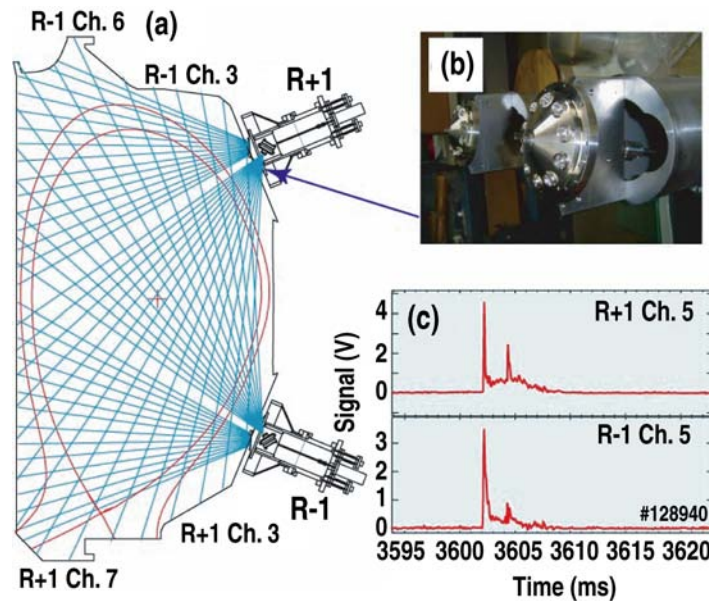 R-1 Ch. 6
(a)
R-1 Ch. 3
R+1
(b)
R-1
R+1 Ch. 3
R+1 Ch. 7
(c)
R+1 Ch. 5
4
2
0
Signal (V)
R-1 Ch. 5
3
2
1
0
#128940
3595 3600 3605 3610 3615 3620
Time (ms)